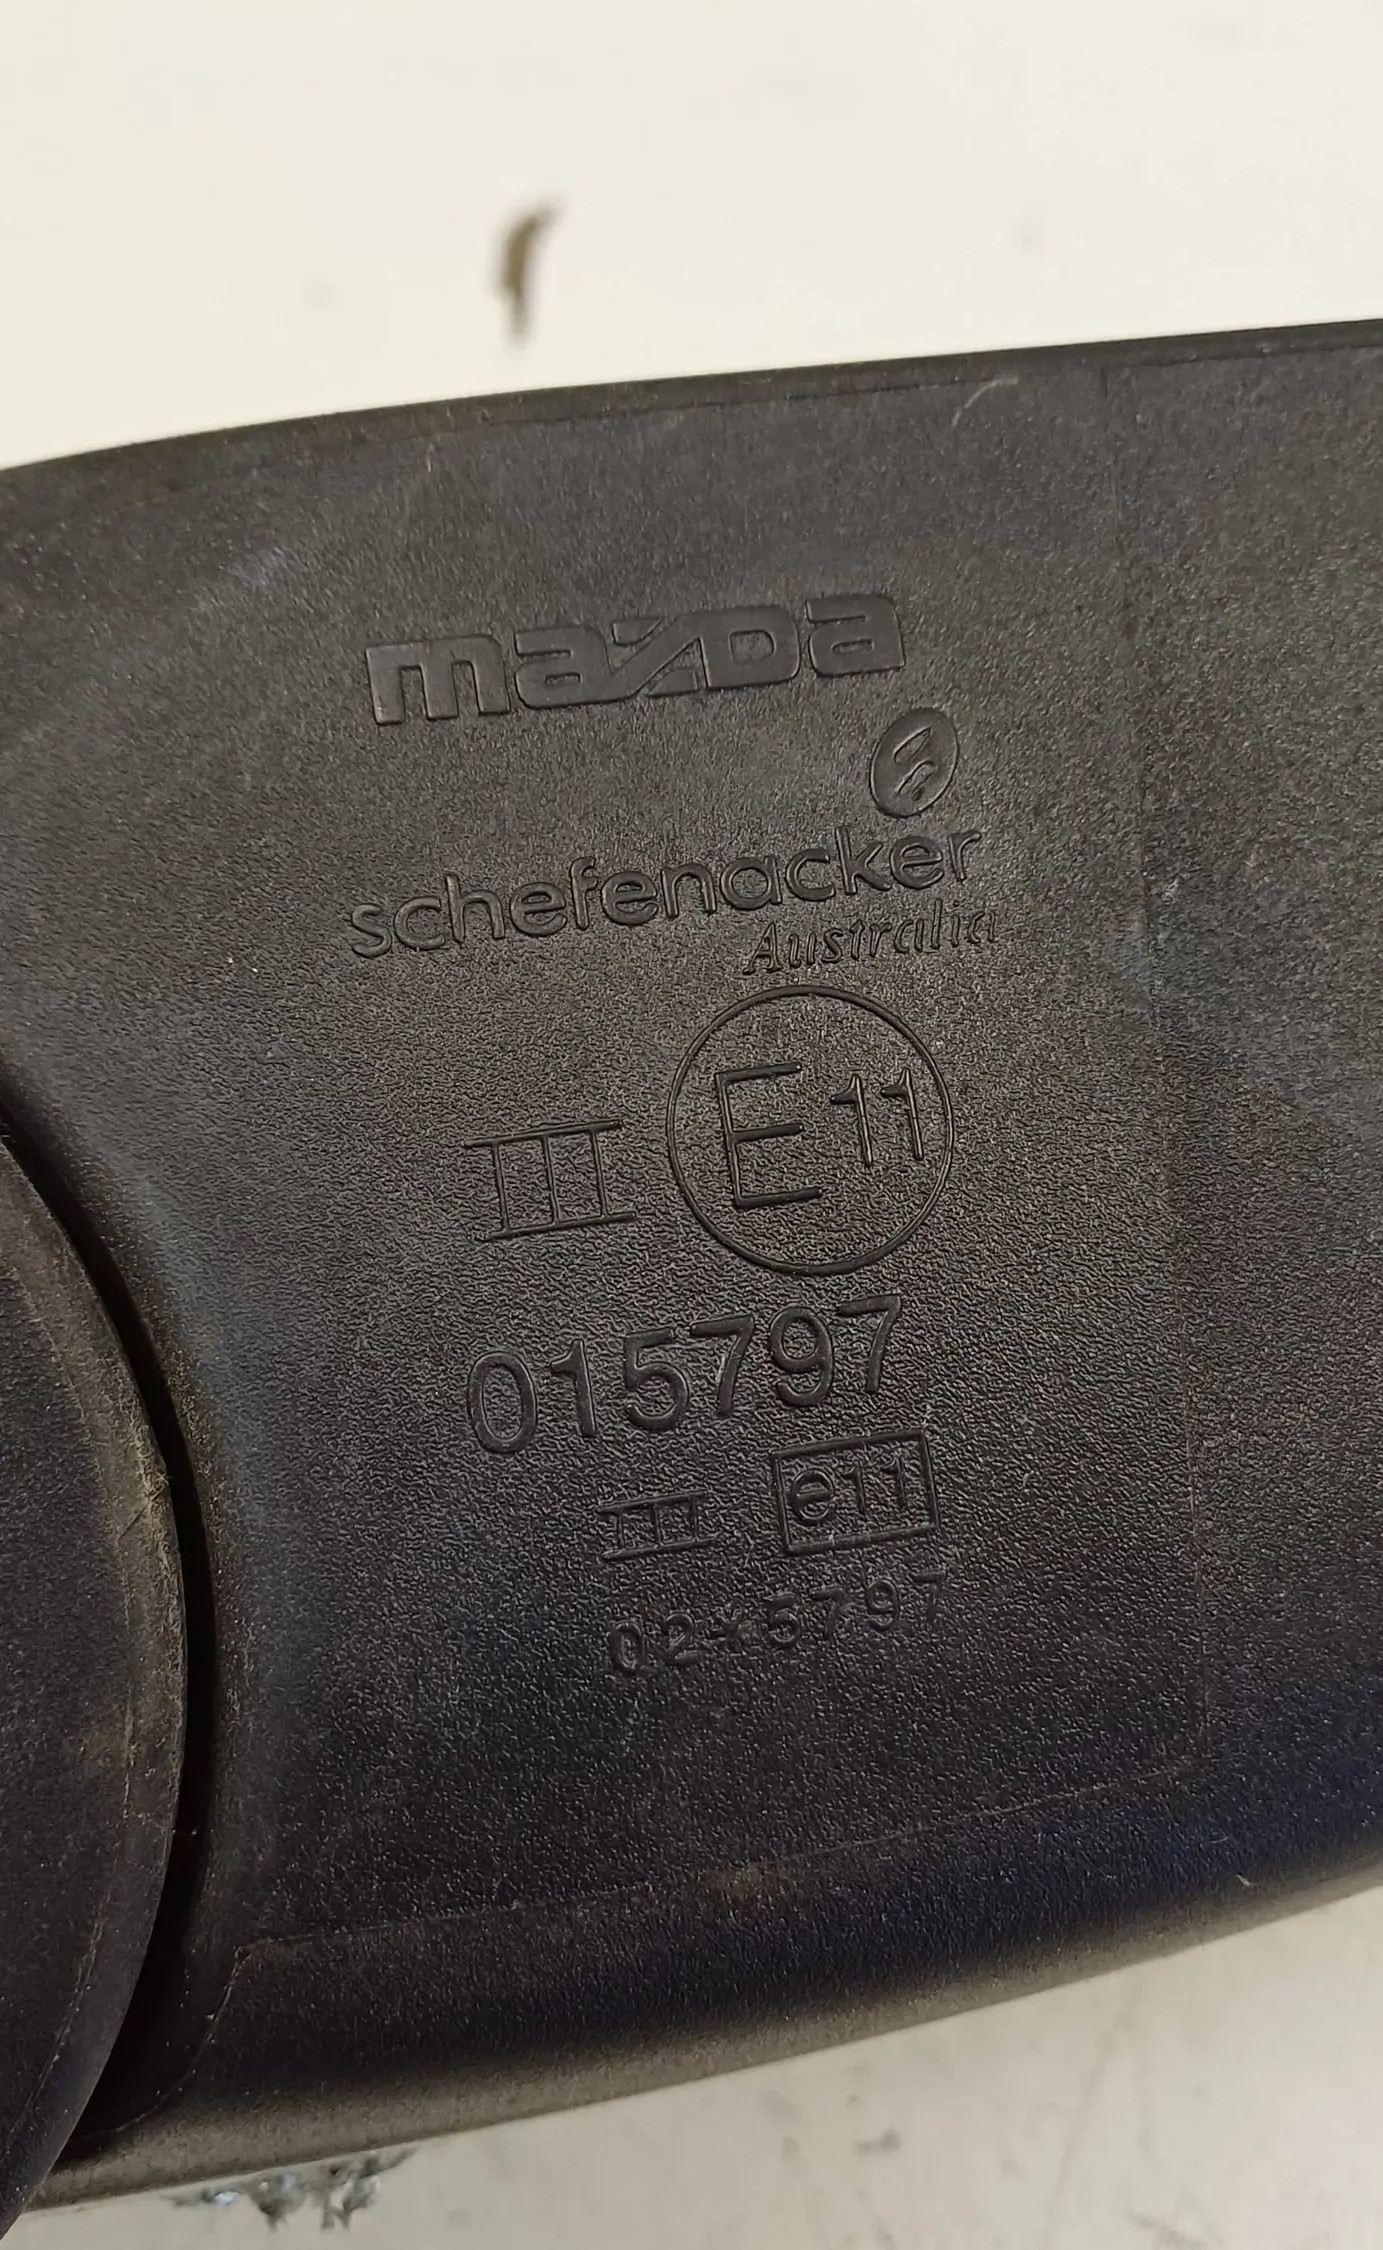 mazda
schefenacker
Australia
III E11
015797
III e11
02*5797